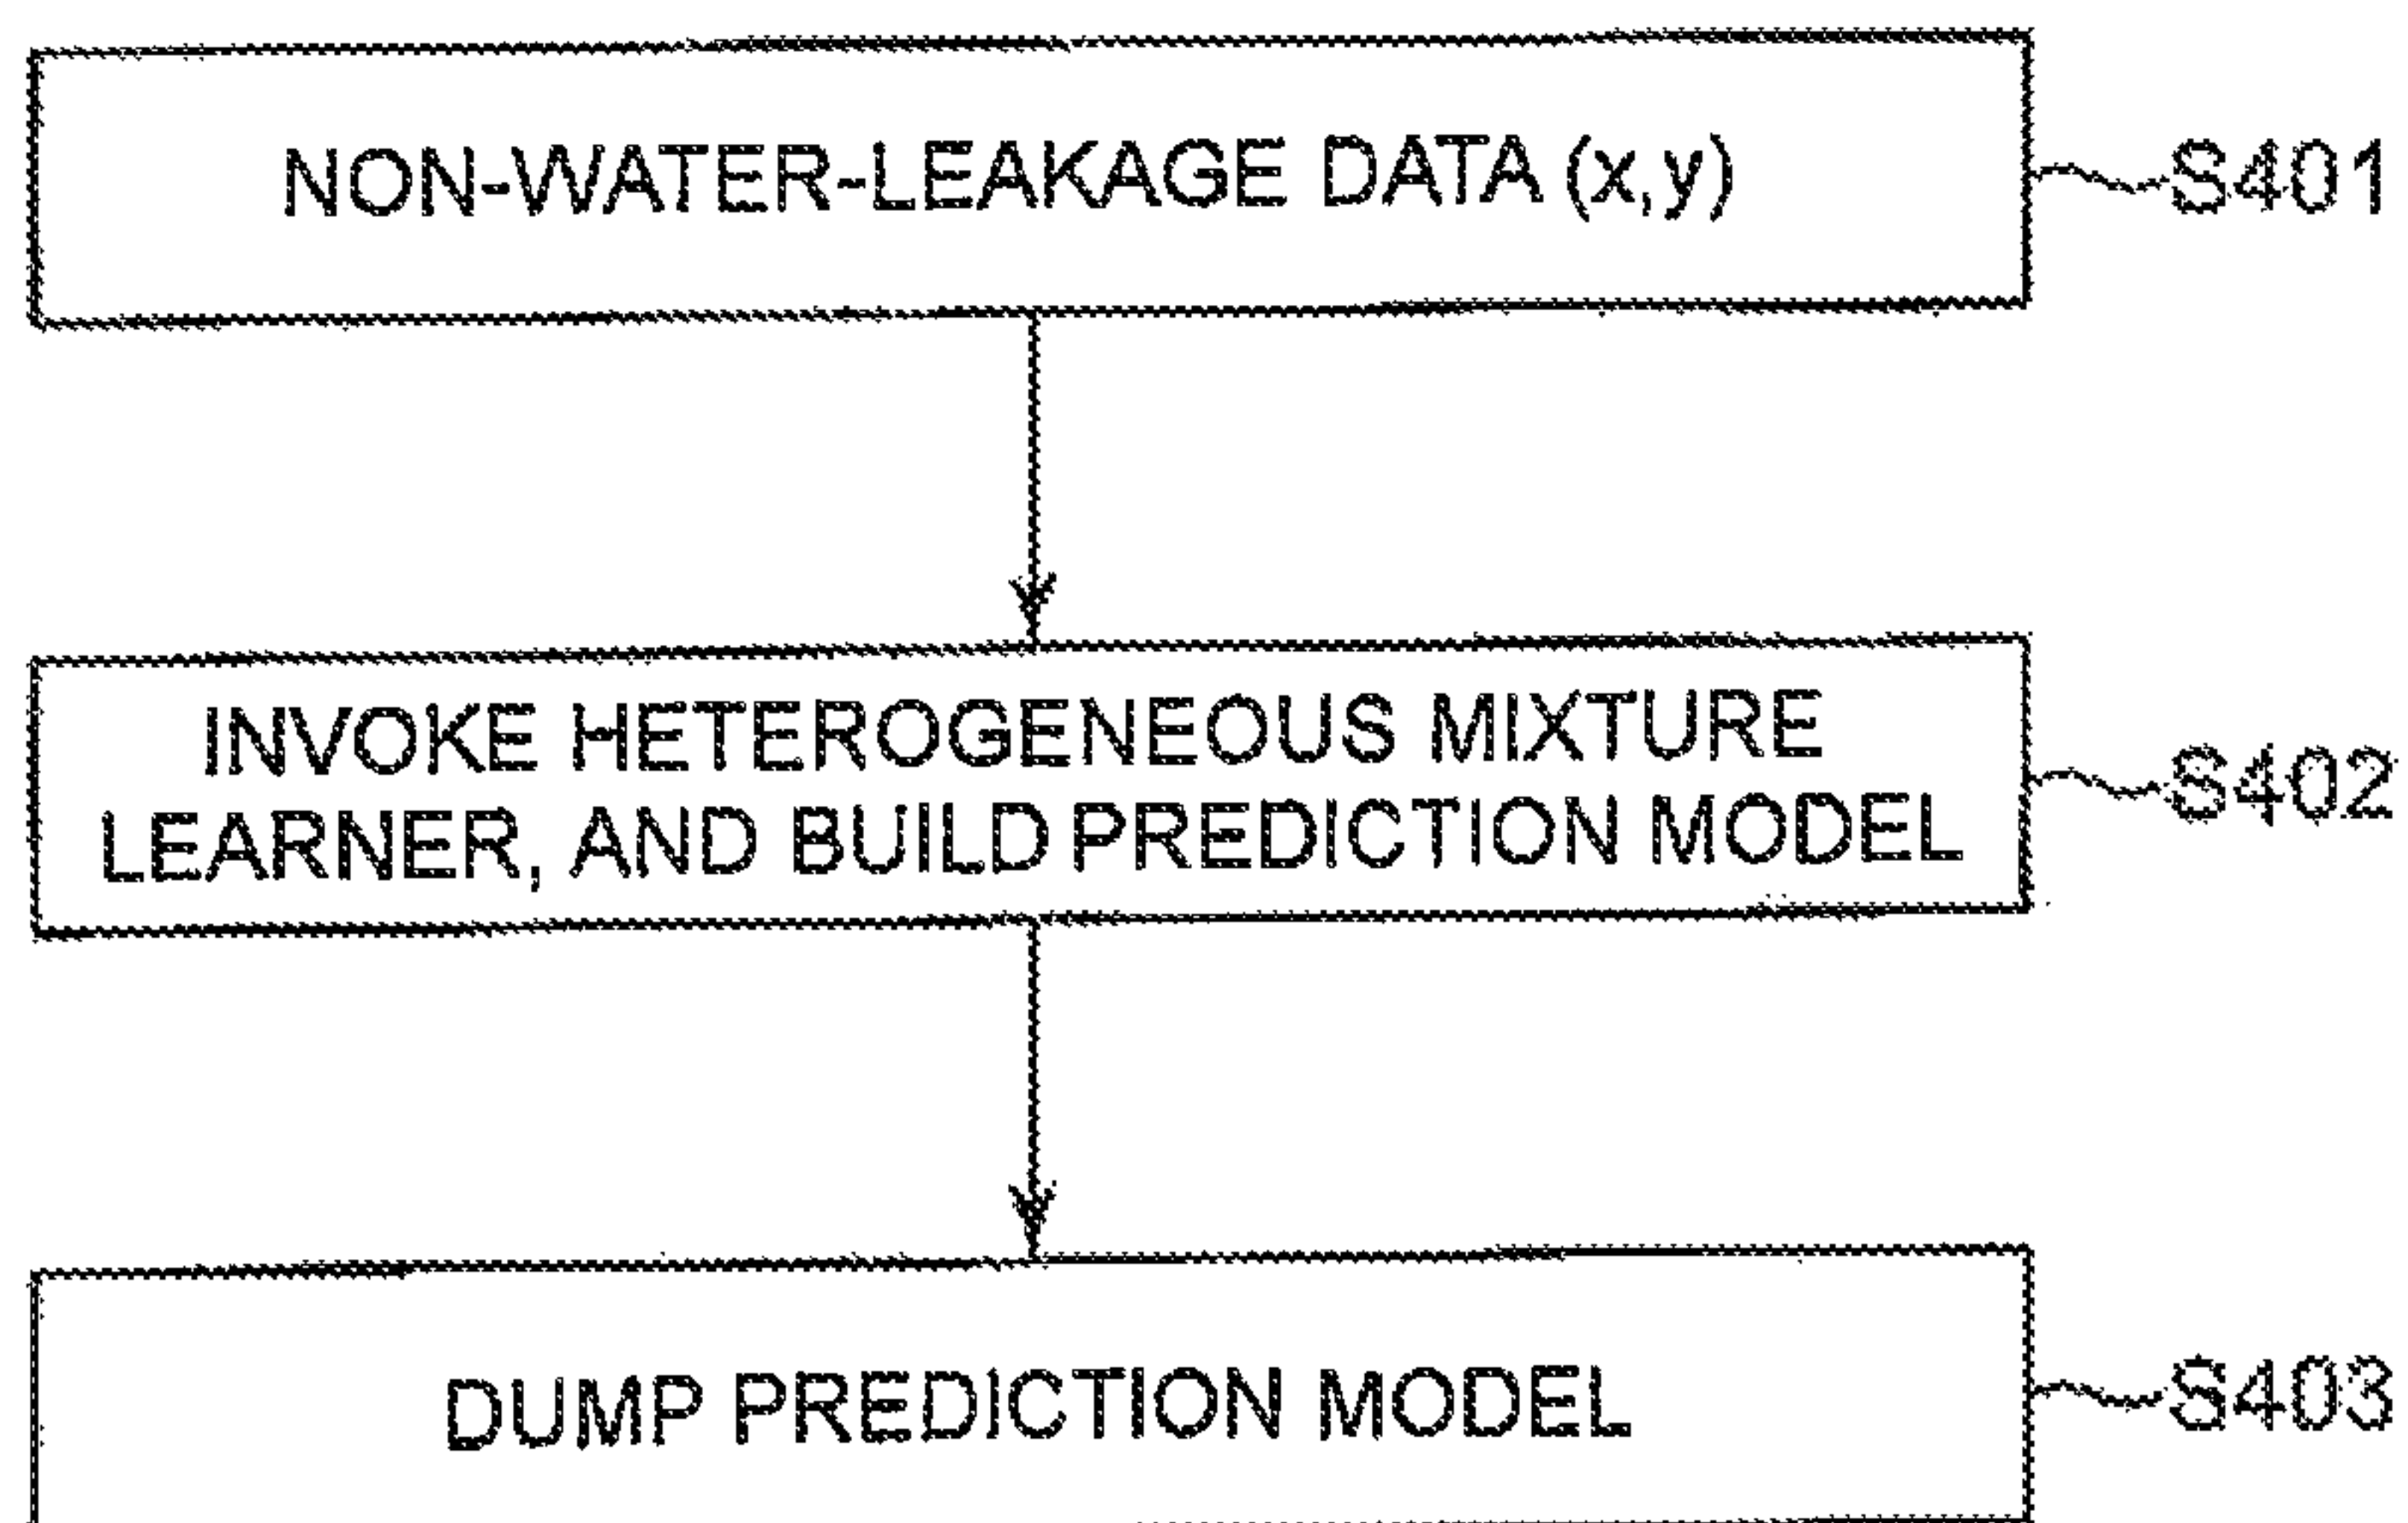 NON-WATER-LEAKAGE DATA (x,y)
S401
INVOKE HETEROGENEOUS MIXTURE
LEARNER, AND BUILD PREDICTION MODEL
S402
DUMP PREDICTION MODEL
S403